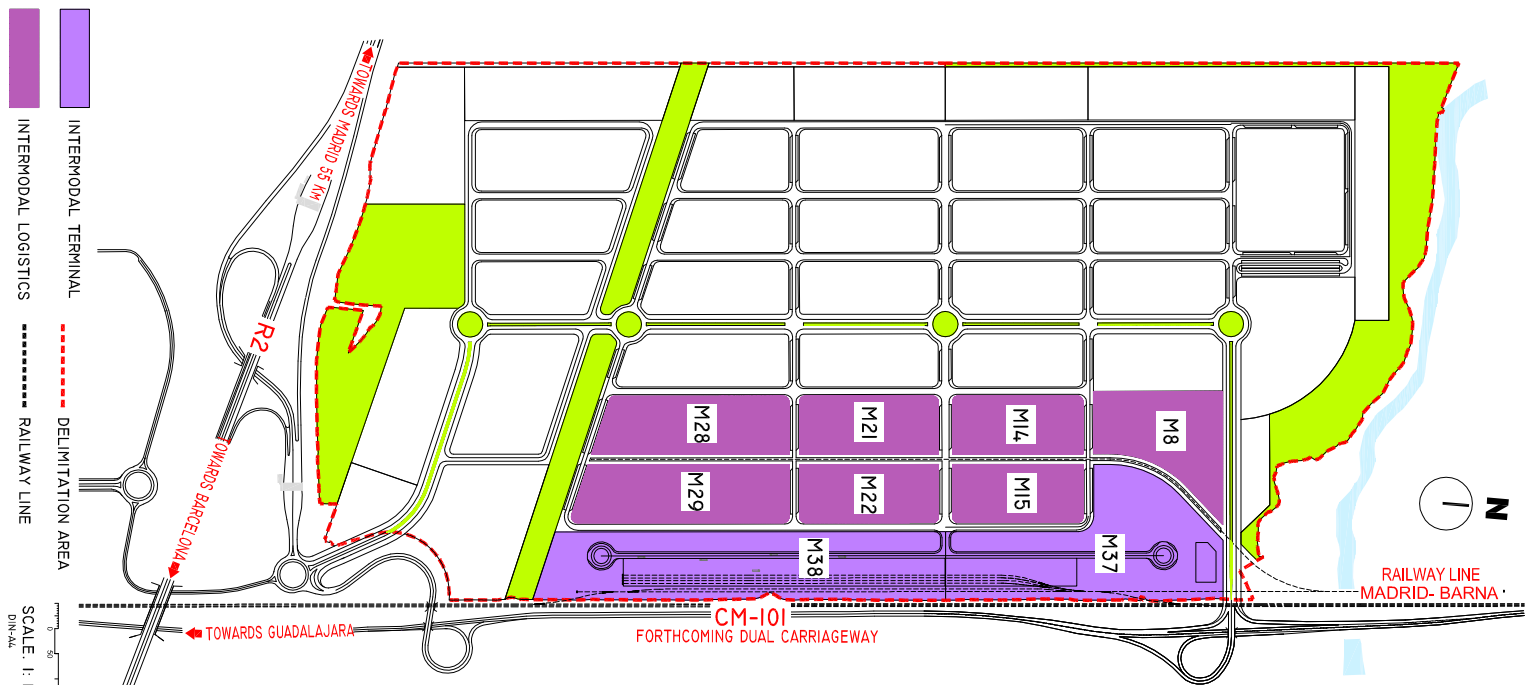 INTERMODAL TERMINAL
INTERMODAL LOGISTICS
DELIMITATION AREA
RAILWAY LINE
TOWARDS MADRID 55 KM
R2
TOWARDS BARCELONA
M28
M21
M14
M8
M29
M22
M15
M38
M37
N
RAILWAY LINE
MADRID- BARNA
CM-101
FORTHCOMING DUAL CARRIAGEWAY
TOWARDS GUADALAJARA
SCALE. 1:
DIN-A4
0
50